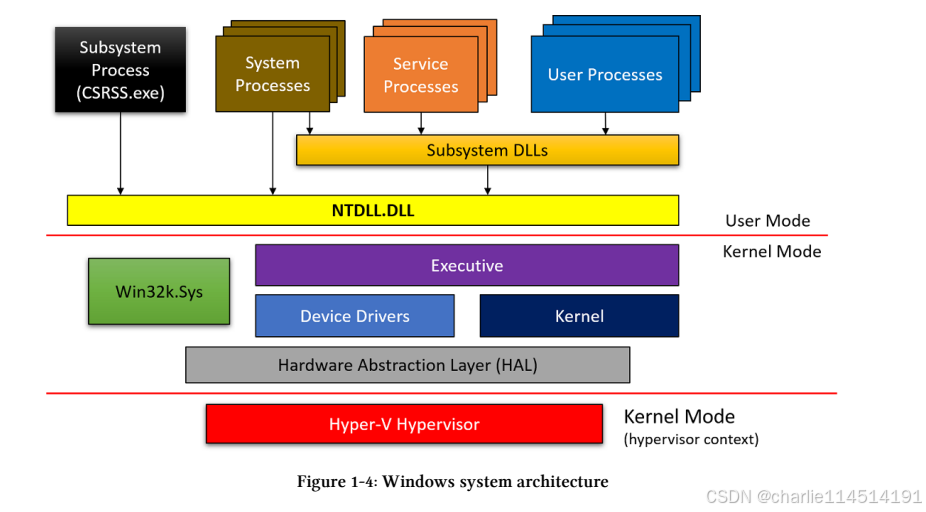 Subsystem
Process
(CSRSS.exe)
System
Processes
Service
Processes
User Processes
Subsystem DLLs
NTDLL.DLL
User Mode
Kernel Mode
Executive
Win32k.Sys
Device Drivers
Kernel
Hardware Abstraction Layer (HAL)
Hyper-V Hypervisor
Kernel Mode
(hypervisor context)
Figure 1-4: Windows system architecture
CSDN @charlie114514191